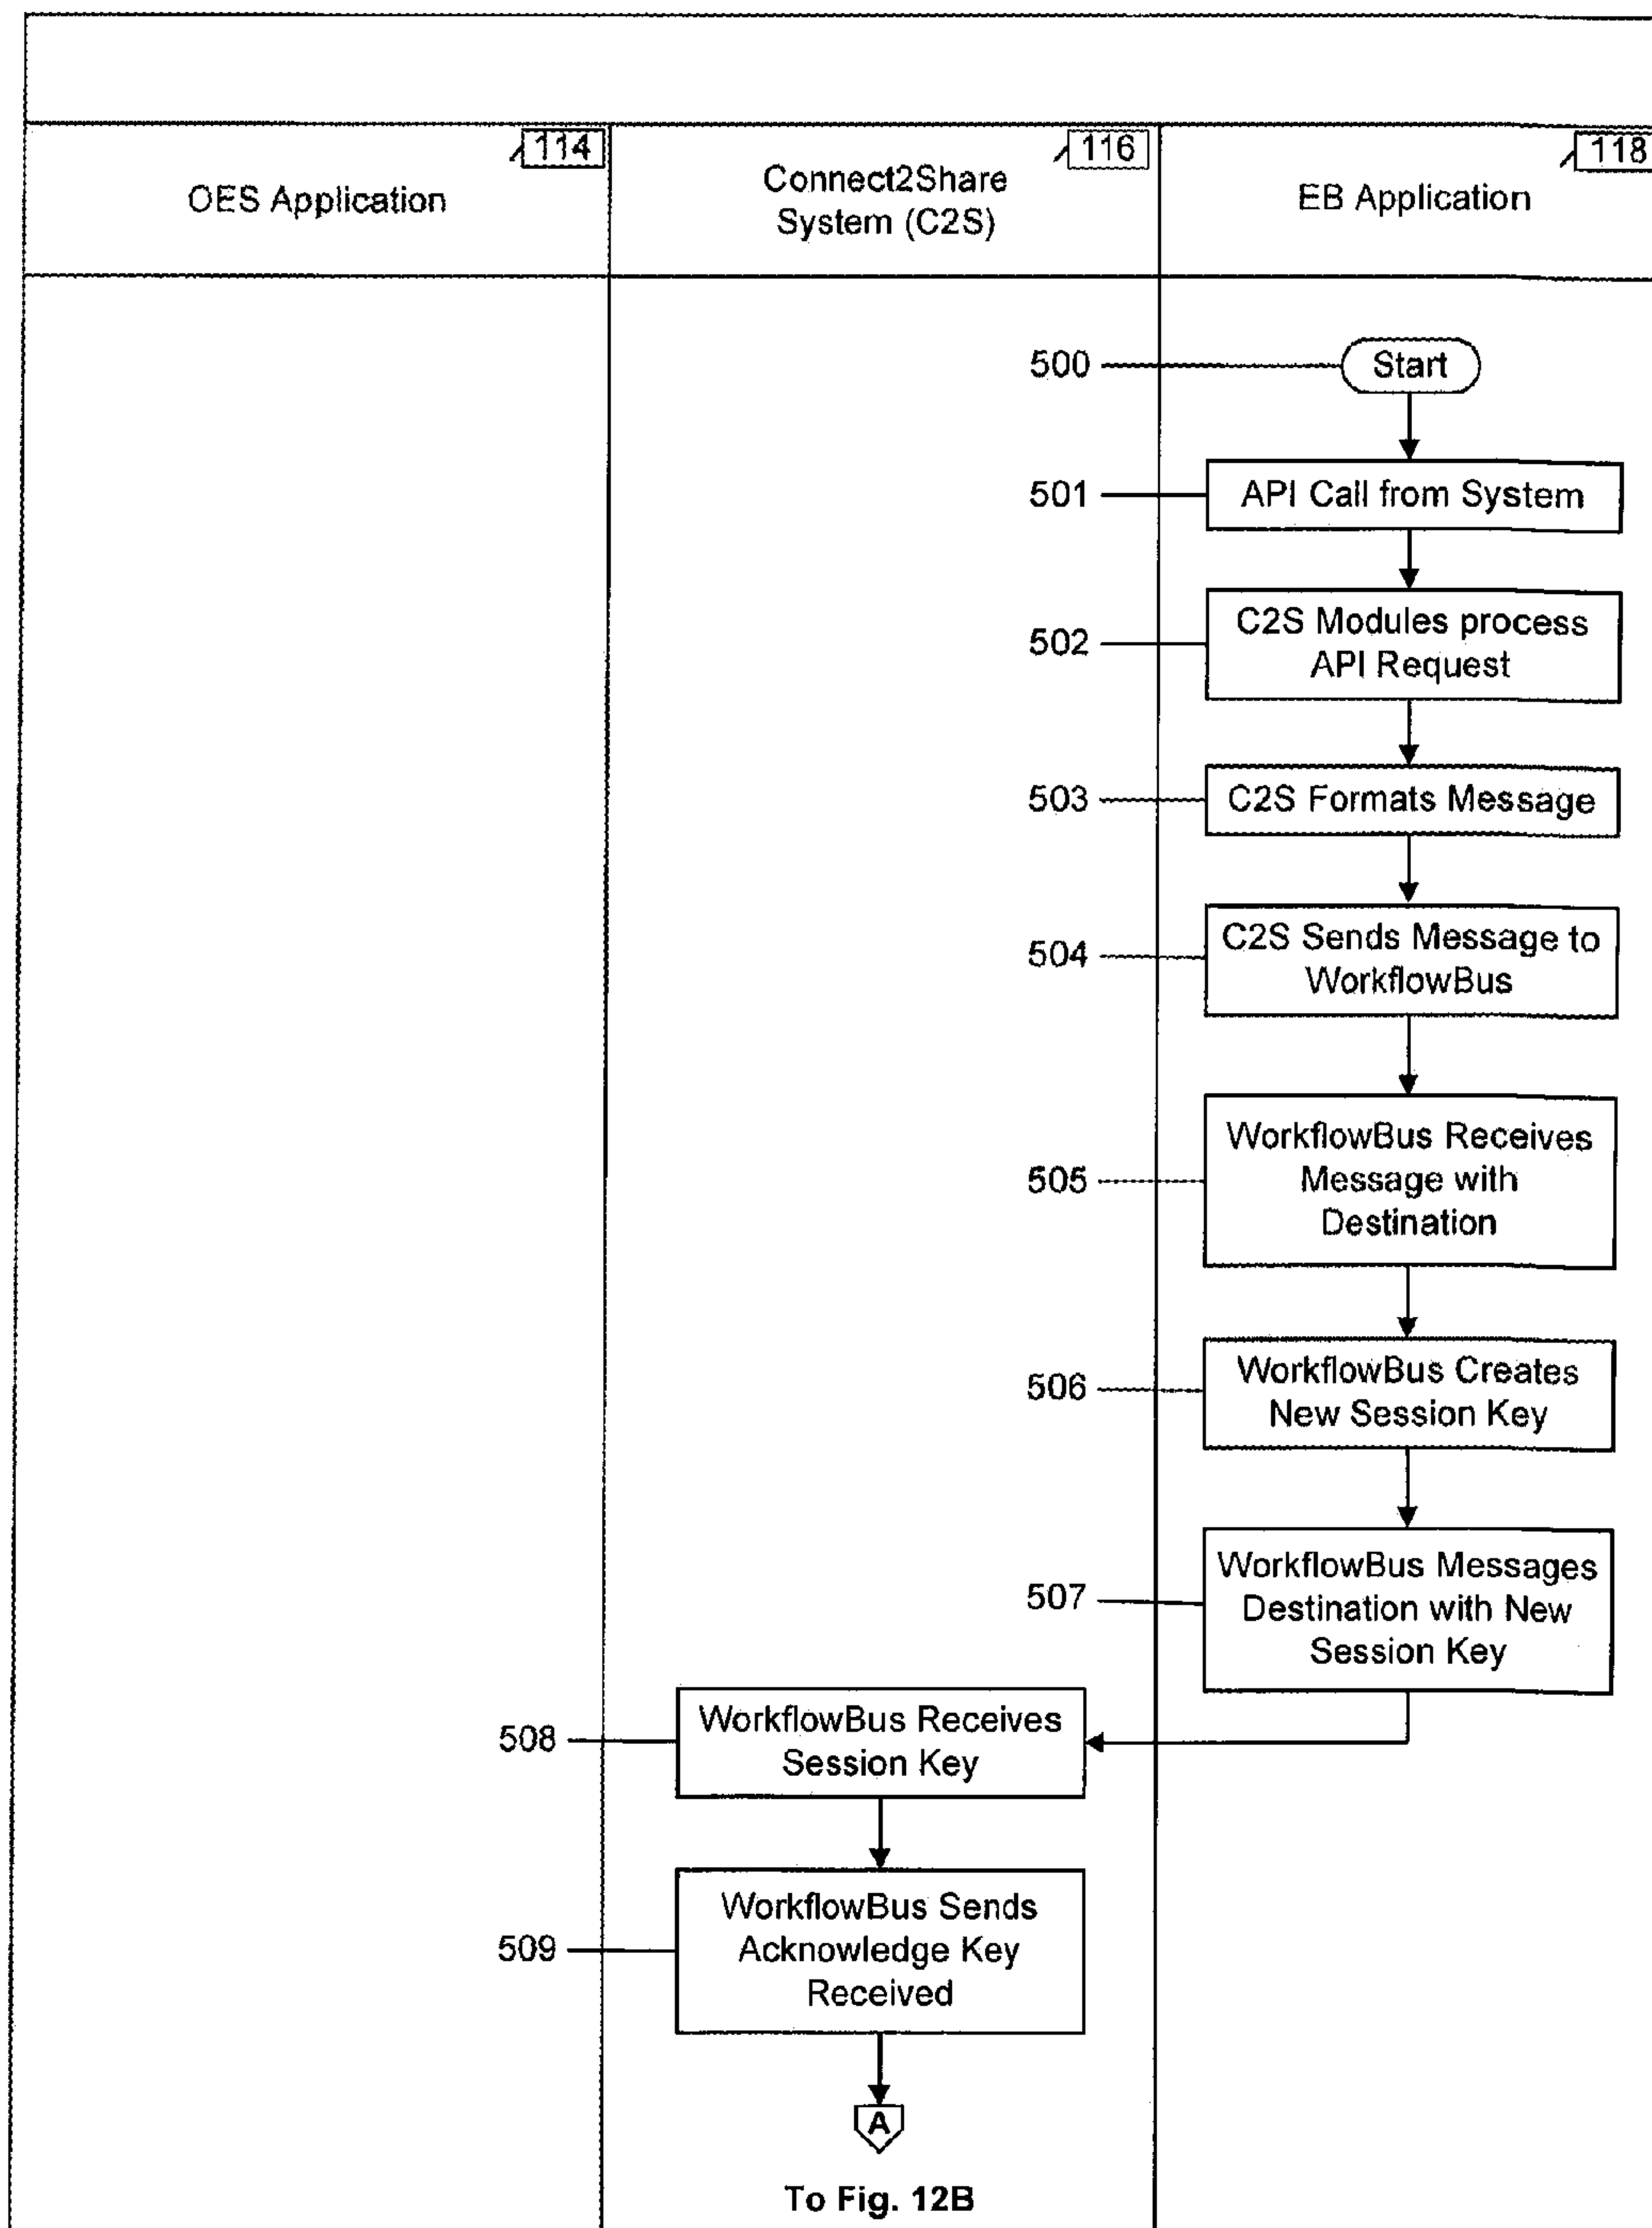 114
OES Application
116
Connect2Share
System (C2S)
118
EB Application
500
Start
501
API Call from System
502
C2S Modules process
API Request
503
C2S Formats Message
504
C2S Sends Message to
WorkflowBus
505
WorkflowBus Receives
Message with
Destination
506
WorkflowBus Creates
New Session Key
507
WorkflowBus Messages
Destination with New
Session Key
508
WorkflowBus Receives
Session Key
509
WorkflowBus Sends
Acknowledge Key
Received
A
To Fig. 12B